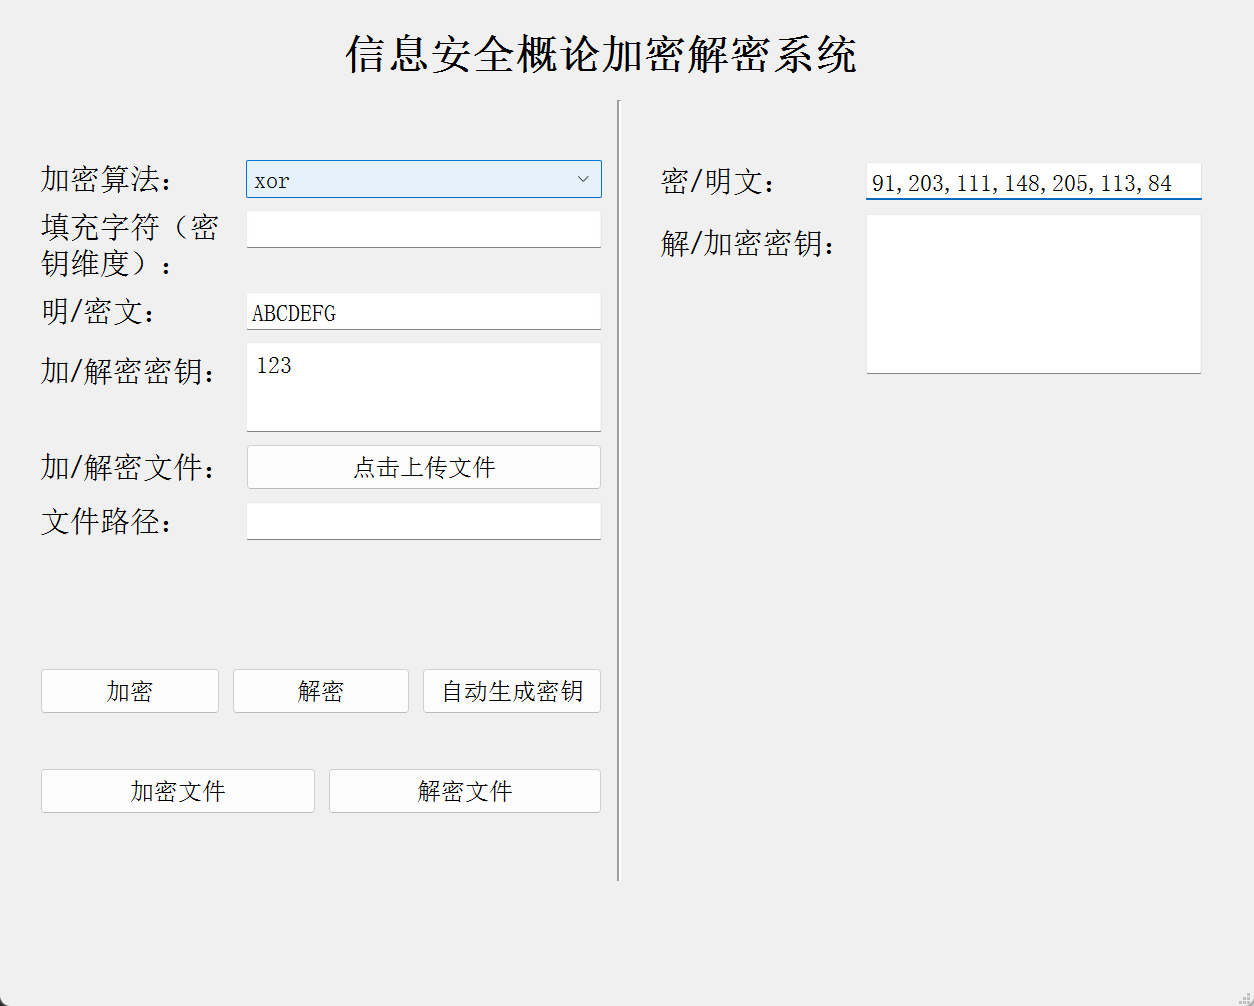 信息安全概论加密解密系统
加密算法：
xor
填充字符（密
钥维度）：
明/密文：
ABCDEFG
加/解密密钥：
123
加/解密文件：
点击上传文件
文件路径：
加密
解密
自动生成密钥
加密文件
解密文件
密/明文：
91,203,111,148,205,113,84
解/加密密钥：